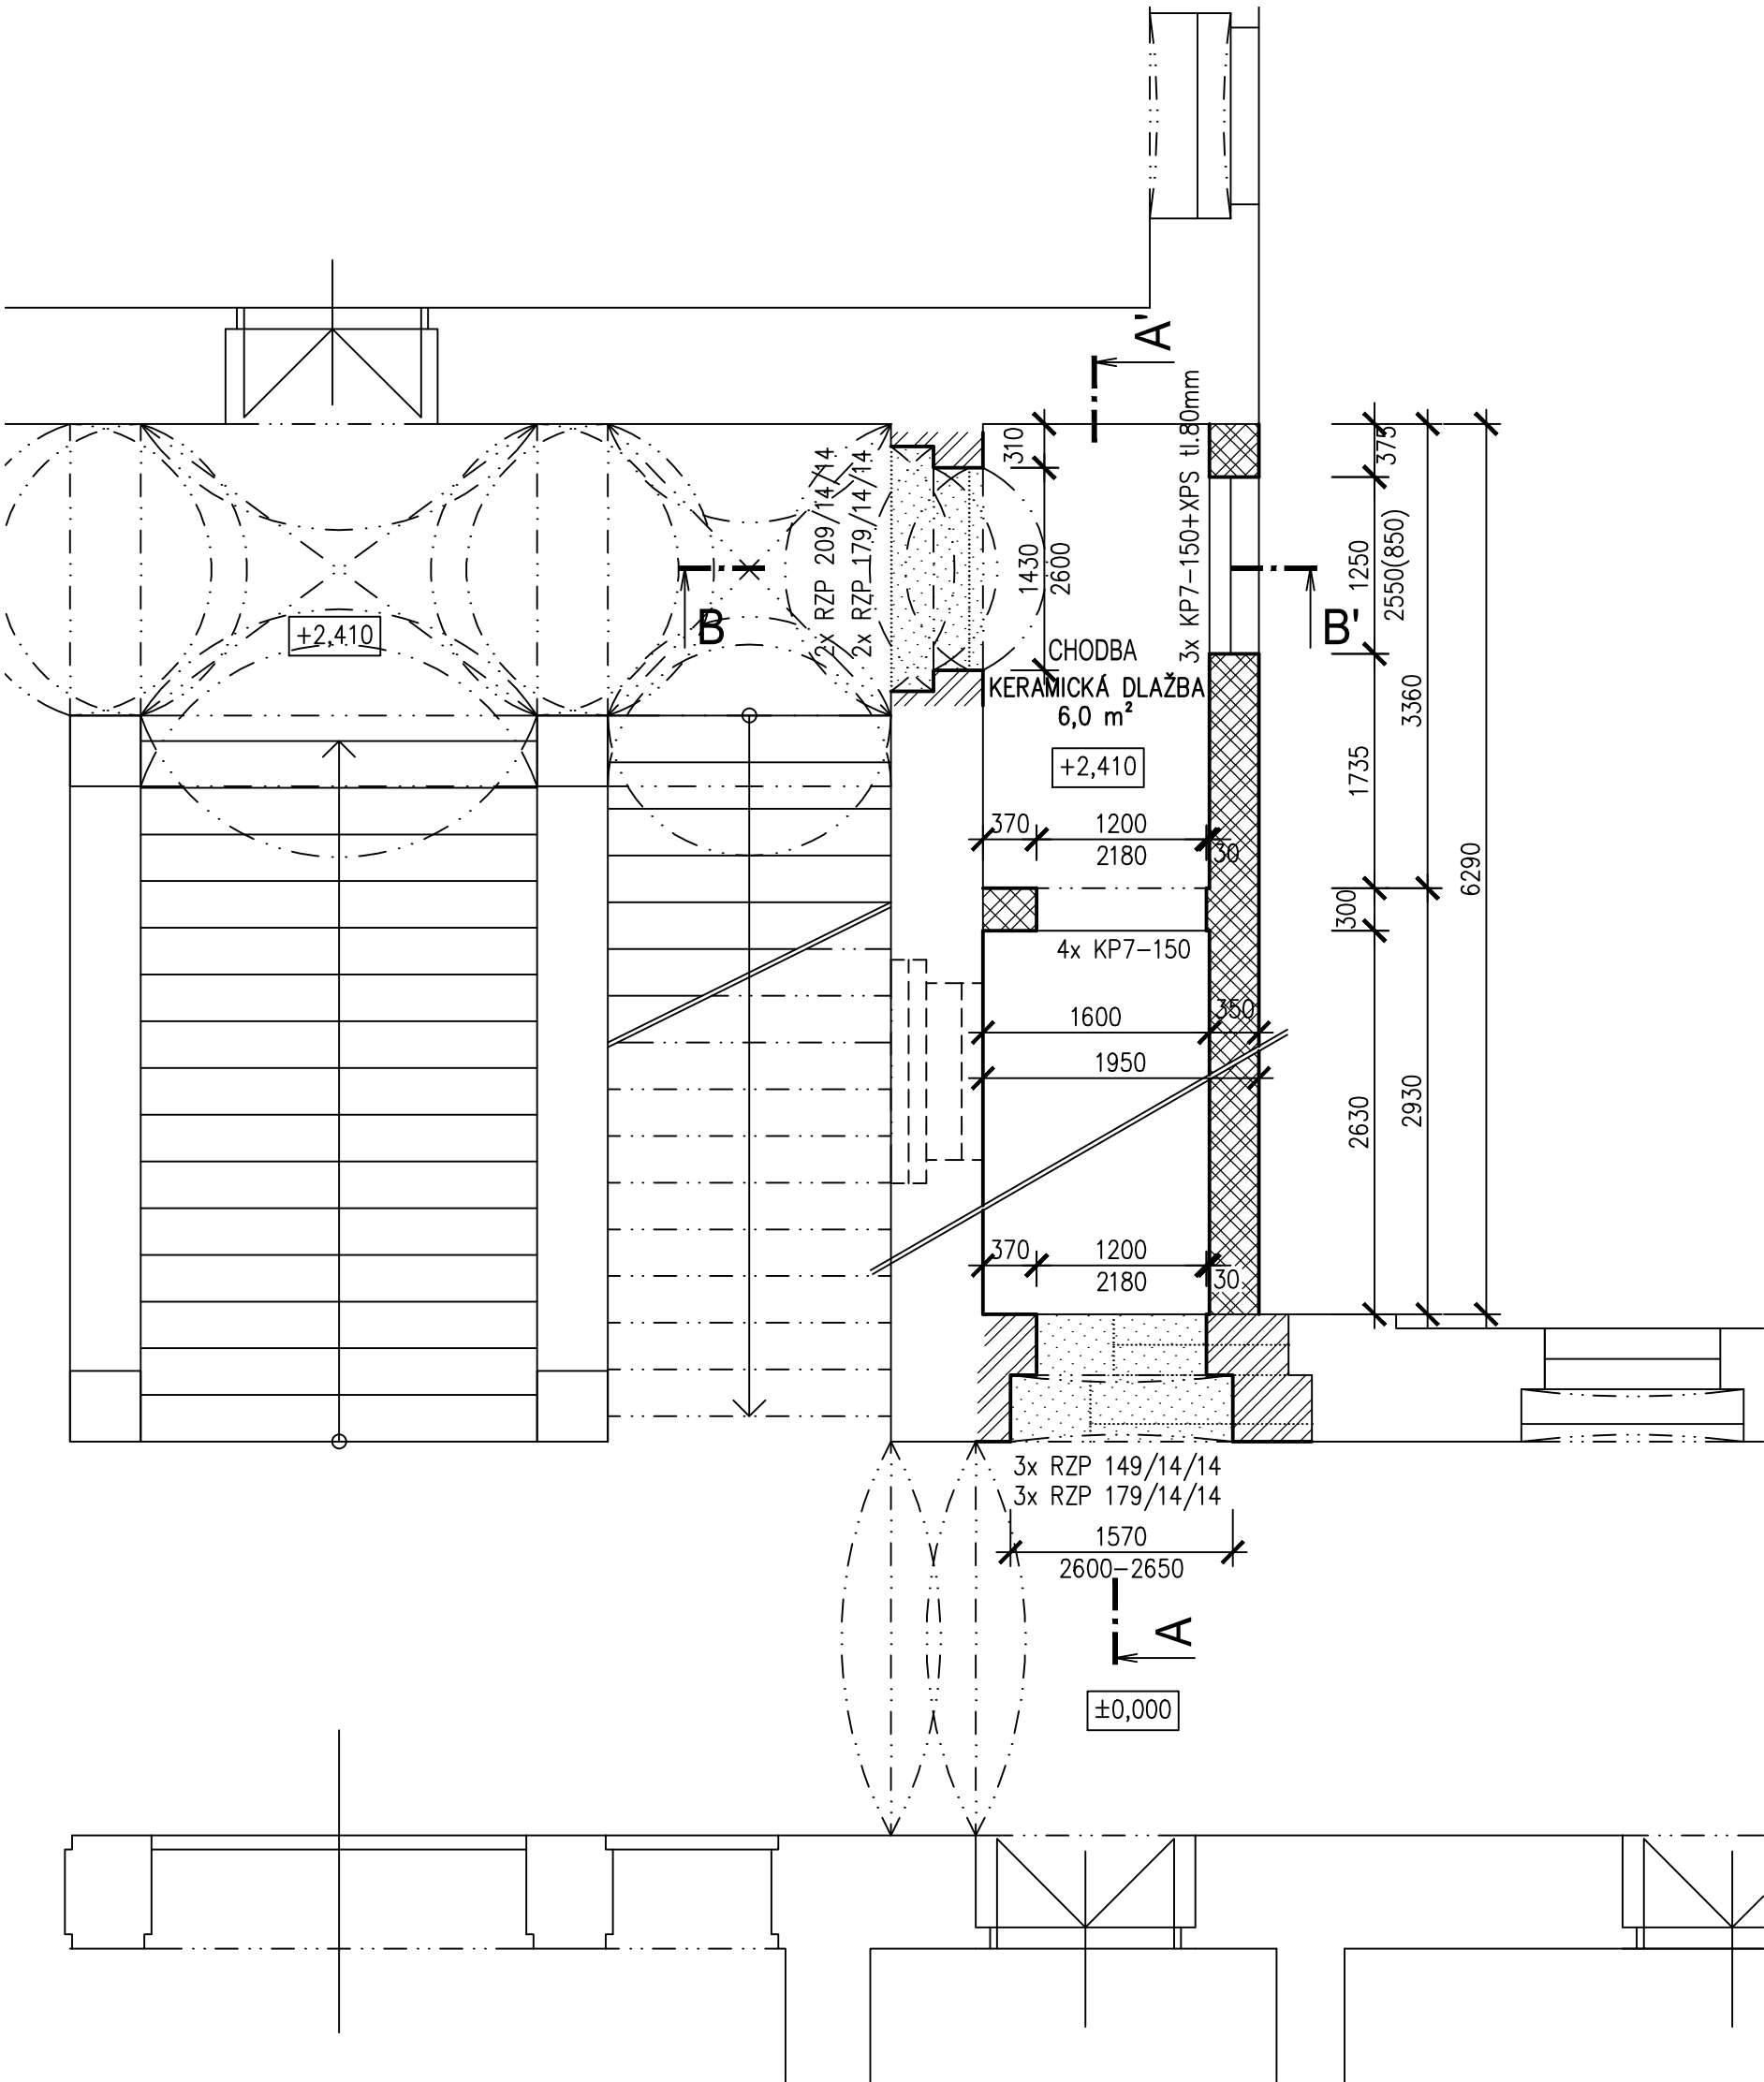 A'
3x KP7-150+XPS tl.80mm
310
375
2x RZP 209/14/14
2x RZP 179/14/14
1430
2600
1250
2550(850)
+2,410
B
B'
CHODBA
KERAMICKÁ DLAŽBA
6,0 m²
+2,410
3360
1735
370
1200
2180
30
6290
300
4x KP7-150
1600
350
1950
2630
2930
370
1200
2180
30
3x RZP 149/14/14
3x RZP 179/14/14
1570
2600-2650
A
±0,000